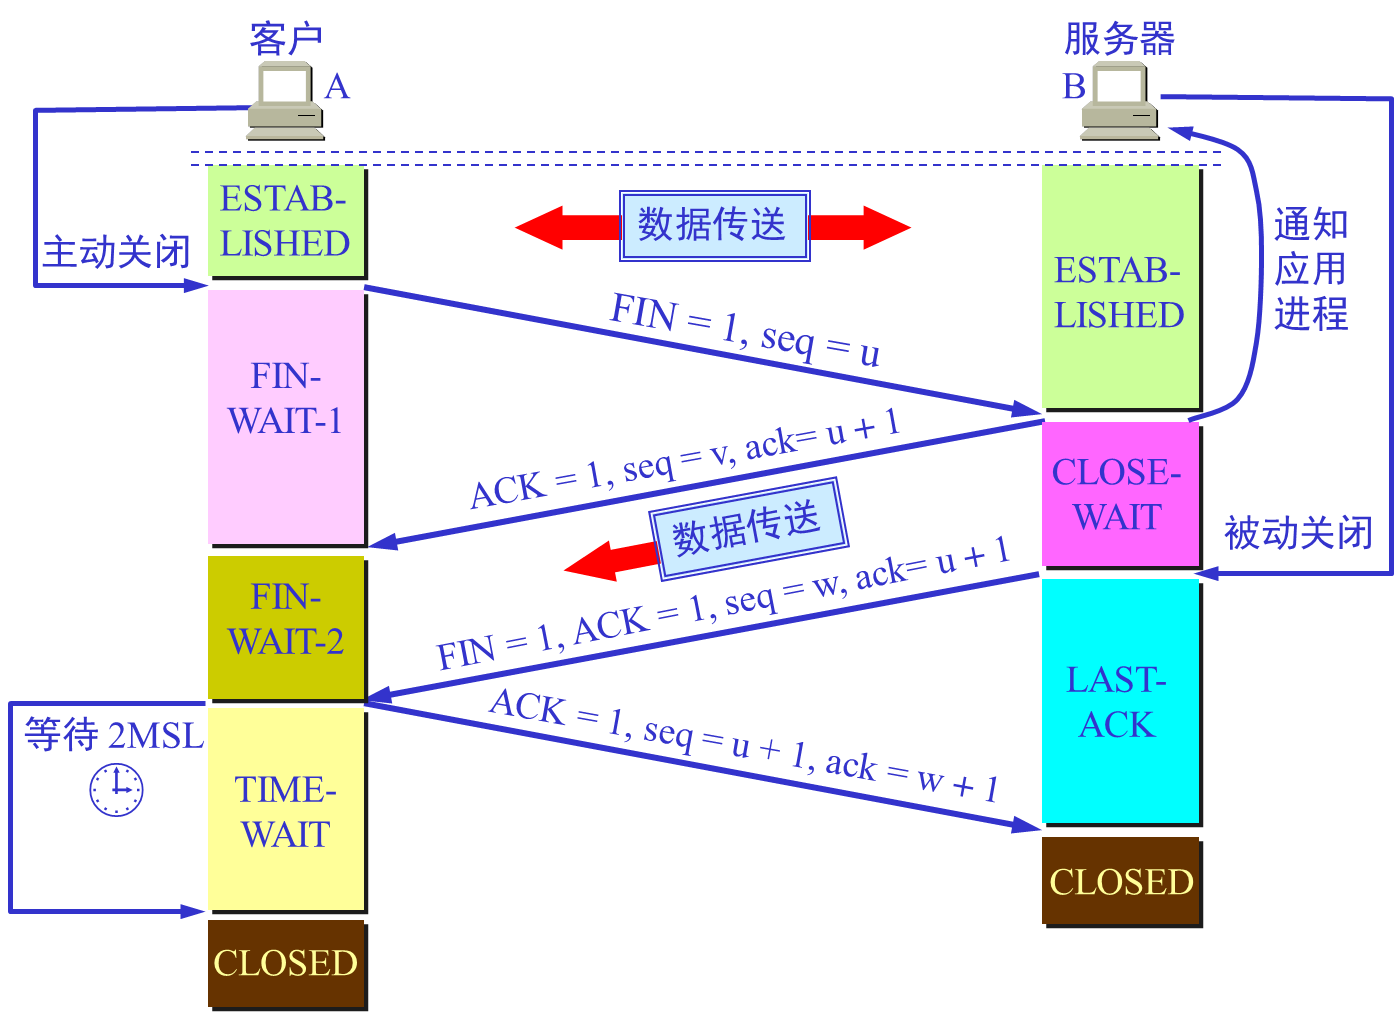 客户
A
服务器
B
ESTAB-
LISHED
数据传送
通知
应用
进程
主动关闭
ESTAB-
LISHED
FIN = 1, seq = u
FIN-
WAIT-1
ACK = 1, seq = v, ack= u + 1
CLOSE-
WAIT
数据传送
被动关闭
FIN-
WAIT-2
FIN = 1, ACK = 1, seq = w, ack= u + 1
LAST-
ACK
等待 2MSL
ACK = 1, seq = u + 1, ack = w + 1
TIME-
WAIT
CLOSED
CLOSED